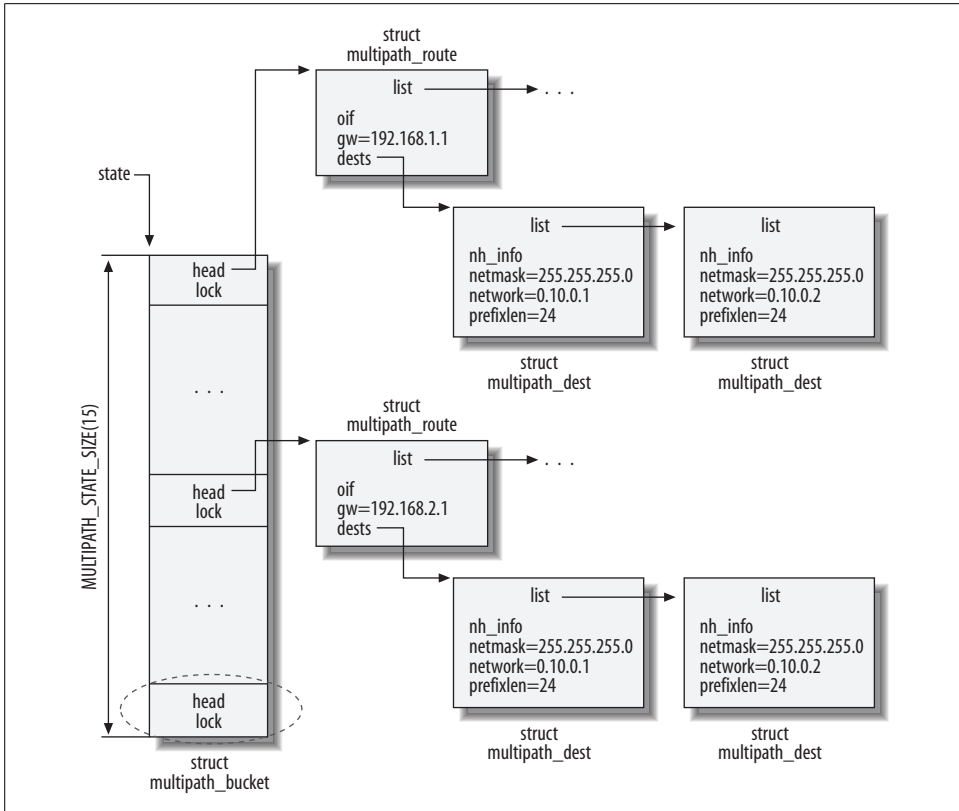 struct
multipath_route
list
. . .
oif
gw=192.168.1.1
dests
state
list
nh_info
netmask=255.255.255.0
network=0.10.0.1
prefixlen=24
struct
multipath_dest
list
nh_info
netmask=255.255.255.0
network=0.10.0.2
prefixlen=24
struct
multipath_dest
head
lock
. . .
MULTIPATH_STATE_SIZE(15)
head
lock
. . .
head
lock
struct
multipath_bucket
struct
multipath_route
list
. . .
oif
gw=192.168.2.1
dests
list
nh_info
netmask=255.255.255.0
network=0.10.0.1
prefixlen=24
struct
multipath_dest
list
nh_info
netmask=255.255.255.0
network=0.10.0.2
prefixlen=24
struct
multipath_dest